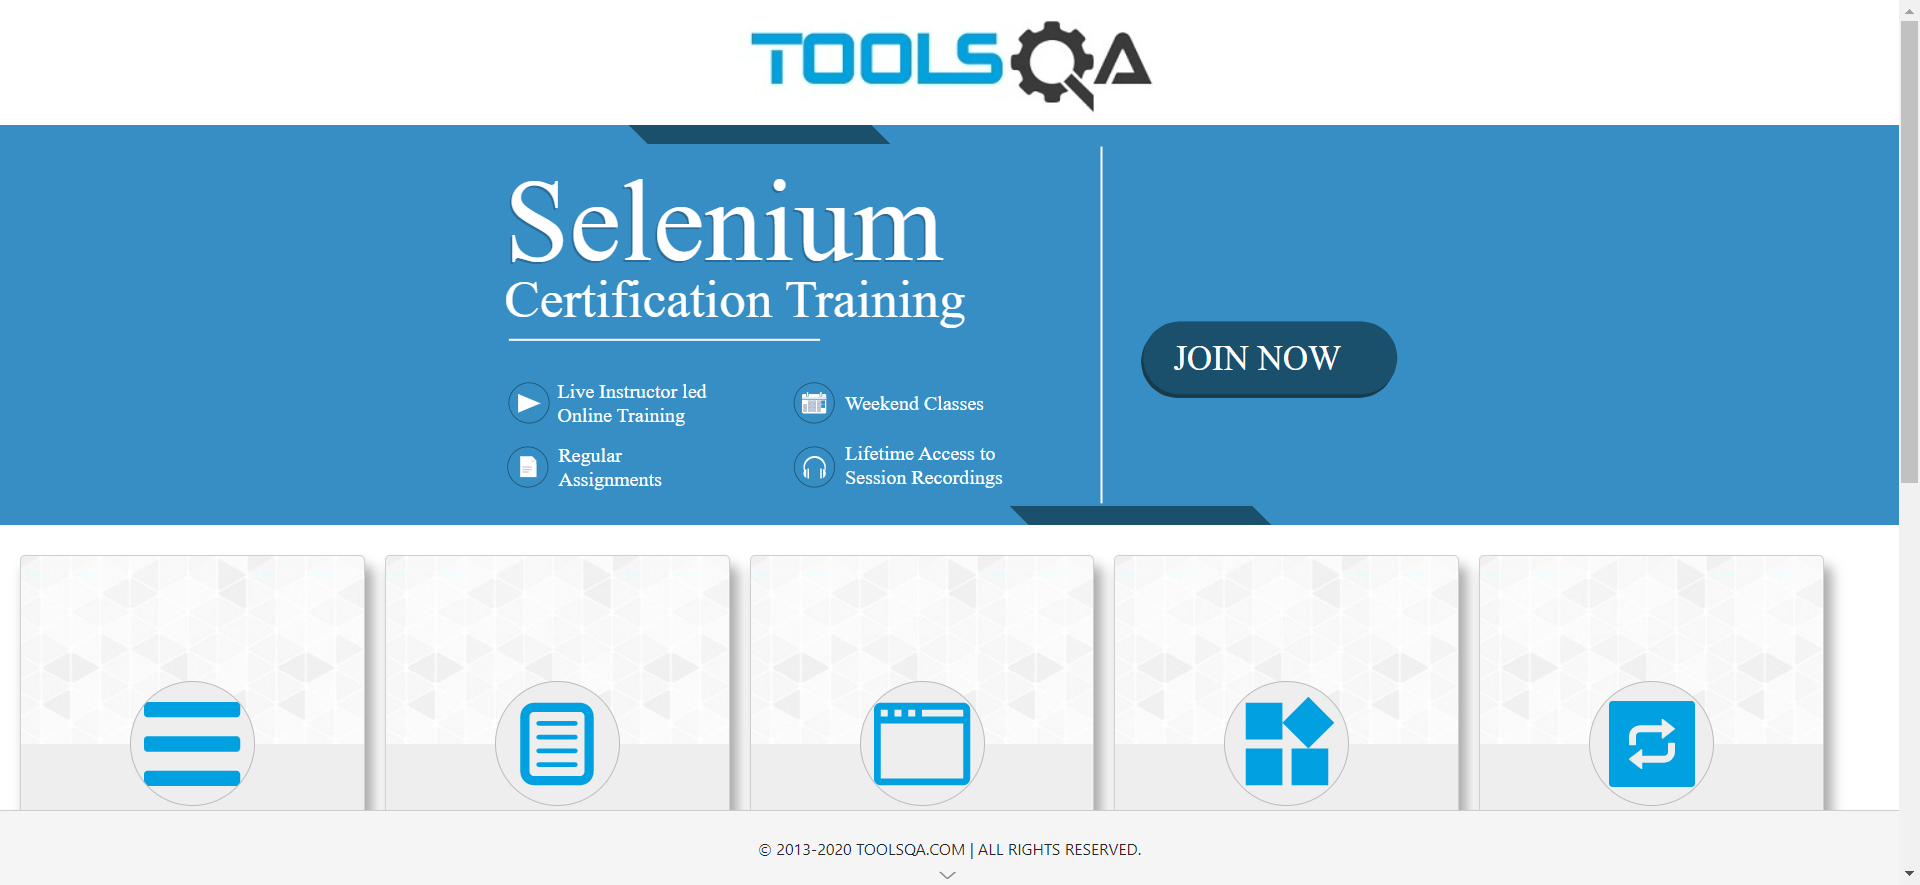 TOOLSQA
Selenium
Certification Training
Live Instructor led
Online Training
Weekend Classes
Regular
Assignments
Lifetime Access to
Session Recordings
JOIN NOW
© 2013-2020 TOOLSQA.COM | ALL RIGHTS RESERVED.